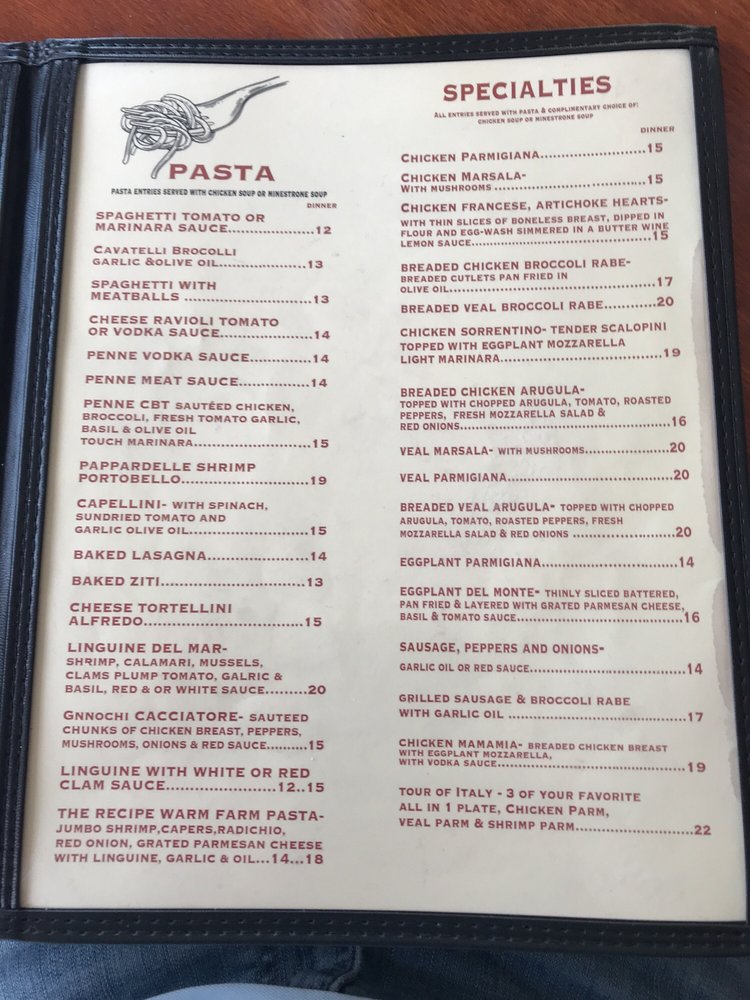 PASTA
PASTA ENTRIES SERVED WITH CHICKEN SOUP OR MINESTRONE SOUP
DINNER
SPAGHETTI TOMATO OR
MARINARA SAUCE....................12
CAVATELLI BROCOLLI
GARLIC &OLIVE OIL.....................13
SPAGHETTI WITH
MEATBALLS ..............................13
CHEESE RAVIOLI TOMATO
OR VODKA SAUCE......................14
PENNE VODKA SAUCE...............14
PENNE MEAT SAUCE.................14
PENNE CBT SAUTÉED CHICKEN,
BROCCOLI, FRESH TOMATO GARLIC,
BASIL & OLIVE OIL
TOUCH MARINARA............................15
PAPPARDELLE SHRIMP
PORTOBELLO..............................19
CAPELLINI- WITH SPINACH,
SUNDRIED TOMATO AND
GARLIC OLIVE OIL.............................15
BAKED LASAGNA........................14
BAKED ZITI..................................13
CHEESE TORTELLINI
ALFREDO.....................................15
LINGUINE DEL MAR-
SHRIMP, CALAMARI, MUSSELS,
CLAMS PLUMP TOMATO, GALRIC &
BASIL, RED & OR WHITE SAUCE.........20
GNNOCHI CACCIATORE- SAUTEED
CHUNKS OF CHICKEN BREAST, PEPPERS,
MUSHROOMS, ONIONS & RED SAUCE.........15
LINGUINE WITH WHITE OR RED
CLAM SAUCE........................12..15
THE RECIPE WARM FARM PASTA-
JUMBO SHRIMP,CAPERS,RADICHIO,
RED ONION, GRATED PARMESAN CHEESE
WITH LINGUINE, GARLIC & OIL...14...18
SPECIALTIES
ALL ENTRIES SERVED WITH PASTA & COMPLIMENTARY CHOICE OF:
CHICKEN SOUP OR MINESTRONE SOUP
DINNER
CHICKEN PARMIGIANA.......................15
CHICKEN MARSALA-
WITH MUSHROOMS .................................15
CHICKEN FRANCESE, ARTICHOKE HEARTS-
WITH THIN SLICES OF BONELESS BREAST, DIPPED IN
FLOUR AND EGG-WASH SIMMERED IN A BUTTER WINE
LEMON SAUCE.......................................15
BREADED CHICKEN BROCCOLI RABE-
BREADED CUTLETS PAN FRIED IN
OLIVE OIL..............................................17
BREADED VEAL BROCCOLI RABE...........20
CHICKEN SORRENTINO- TENDER SCALOPINI
TOPPED WITH EGGPLANT MOZZARELLA
LIGHT MARINARA....................................19
BREADED CHICKEN ARUGULA-
TOPPED WITH CHOPPED ARUGULA, TOMATO, ROASTED
PEPPERS, FRESH MOZZARELLA SALAD &
RED ONIONS..............................................16
VEAL MARSALA- WITH MUSHROOMS...................20
VEAL PARMIGIANA....................................20
BREADED VEAL ARUGULA- TOPPED WITH CHOPPED
ARUGULA, TOMATO, ROASTED PEPPERS, FRESH
MOZZARELLA SALAD & RED ONIONS .....................20
EGGPLANT PARMIGIANA.............................14
EGGPLANT DEL MONTE- THINLY SLICED BATTERED,
PAN FRIED & LAYERED WITH GRATED PARMESAN CHEESE,
BASIL & TOMATO SAUCE...................................16
SAUSAGE, PEPPERS AND ONIONS-
GARLIC OIL OR RED SAUCE..................................14
GRILLED SAUSAGE & BROCCOLI RABE
WITH GARLIC OIL .....................................17
CHICKEN MAMAMIA- BREADED CHICKEN BREAST
WITH EGGPLANT MOZZARELLA,
WITH VODKA SAUCE.........................................19
TOUR OF ITALY - 3 OF YOUR FAVORITE
ALL IN 1 PLATE, CHICKEN PARM,
VEAL PARM & SHRIMP PARM.........................22